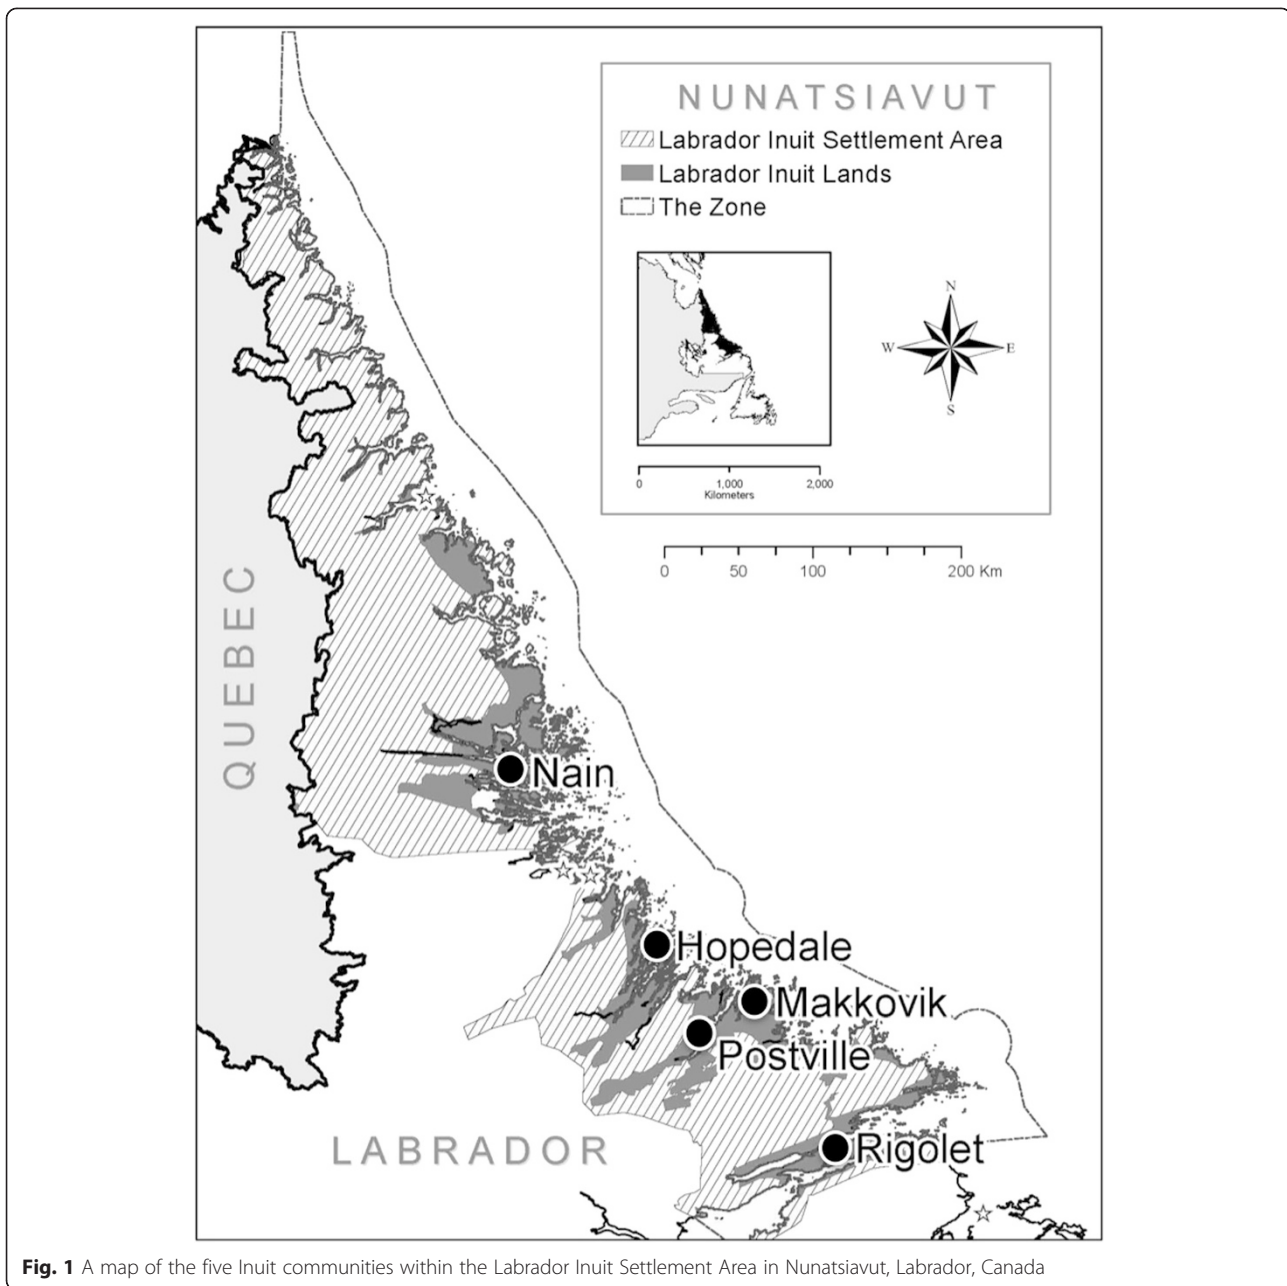 NUNATSIAVUT
Labrador Inuit Settlement Area
Labrador Inuit Lands
The Zone
N
W E
S
0 1,000 2,000
Kilometers
0 50 100 200 Km
QUEBEC
Nain
Hopedale
Makkovik
Postville
LABRADOR
Rigolet
Fig. 1 A map of the five Inuit communities within the Labrador Inuit Settlement Area in Nunatsiavut, Labrador, Canada